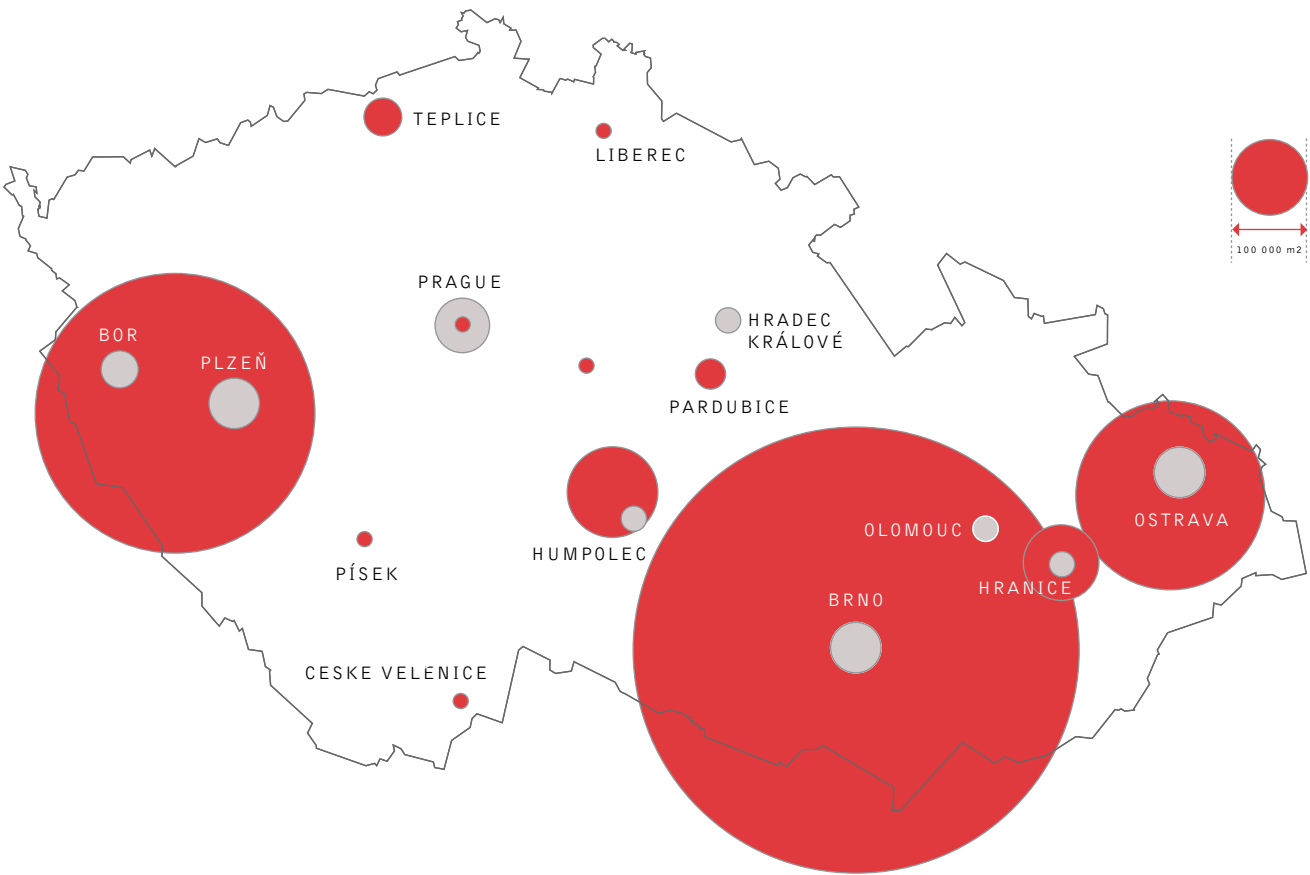 TEPLICE
LIBEREC
100 000 m2
PRAGUE
HRADEC
KRÁLOVÉ
BOR
PLZEŇ
PARDUBICE
OSTRAVA
OLOMOUC
HUMPOLEC
PÍSEK
HRANICE
BRNO
CESKE VELENICE